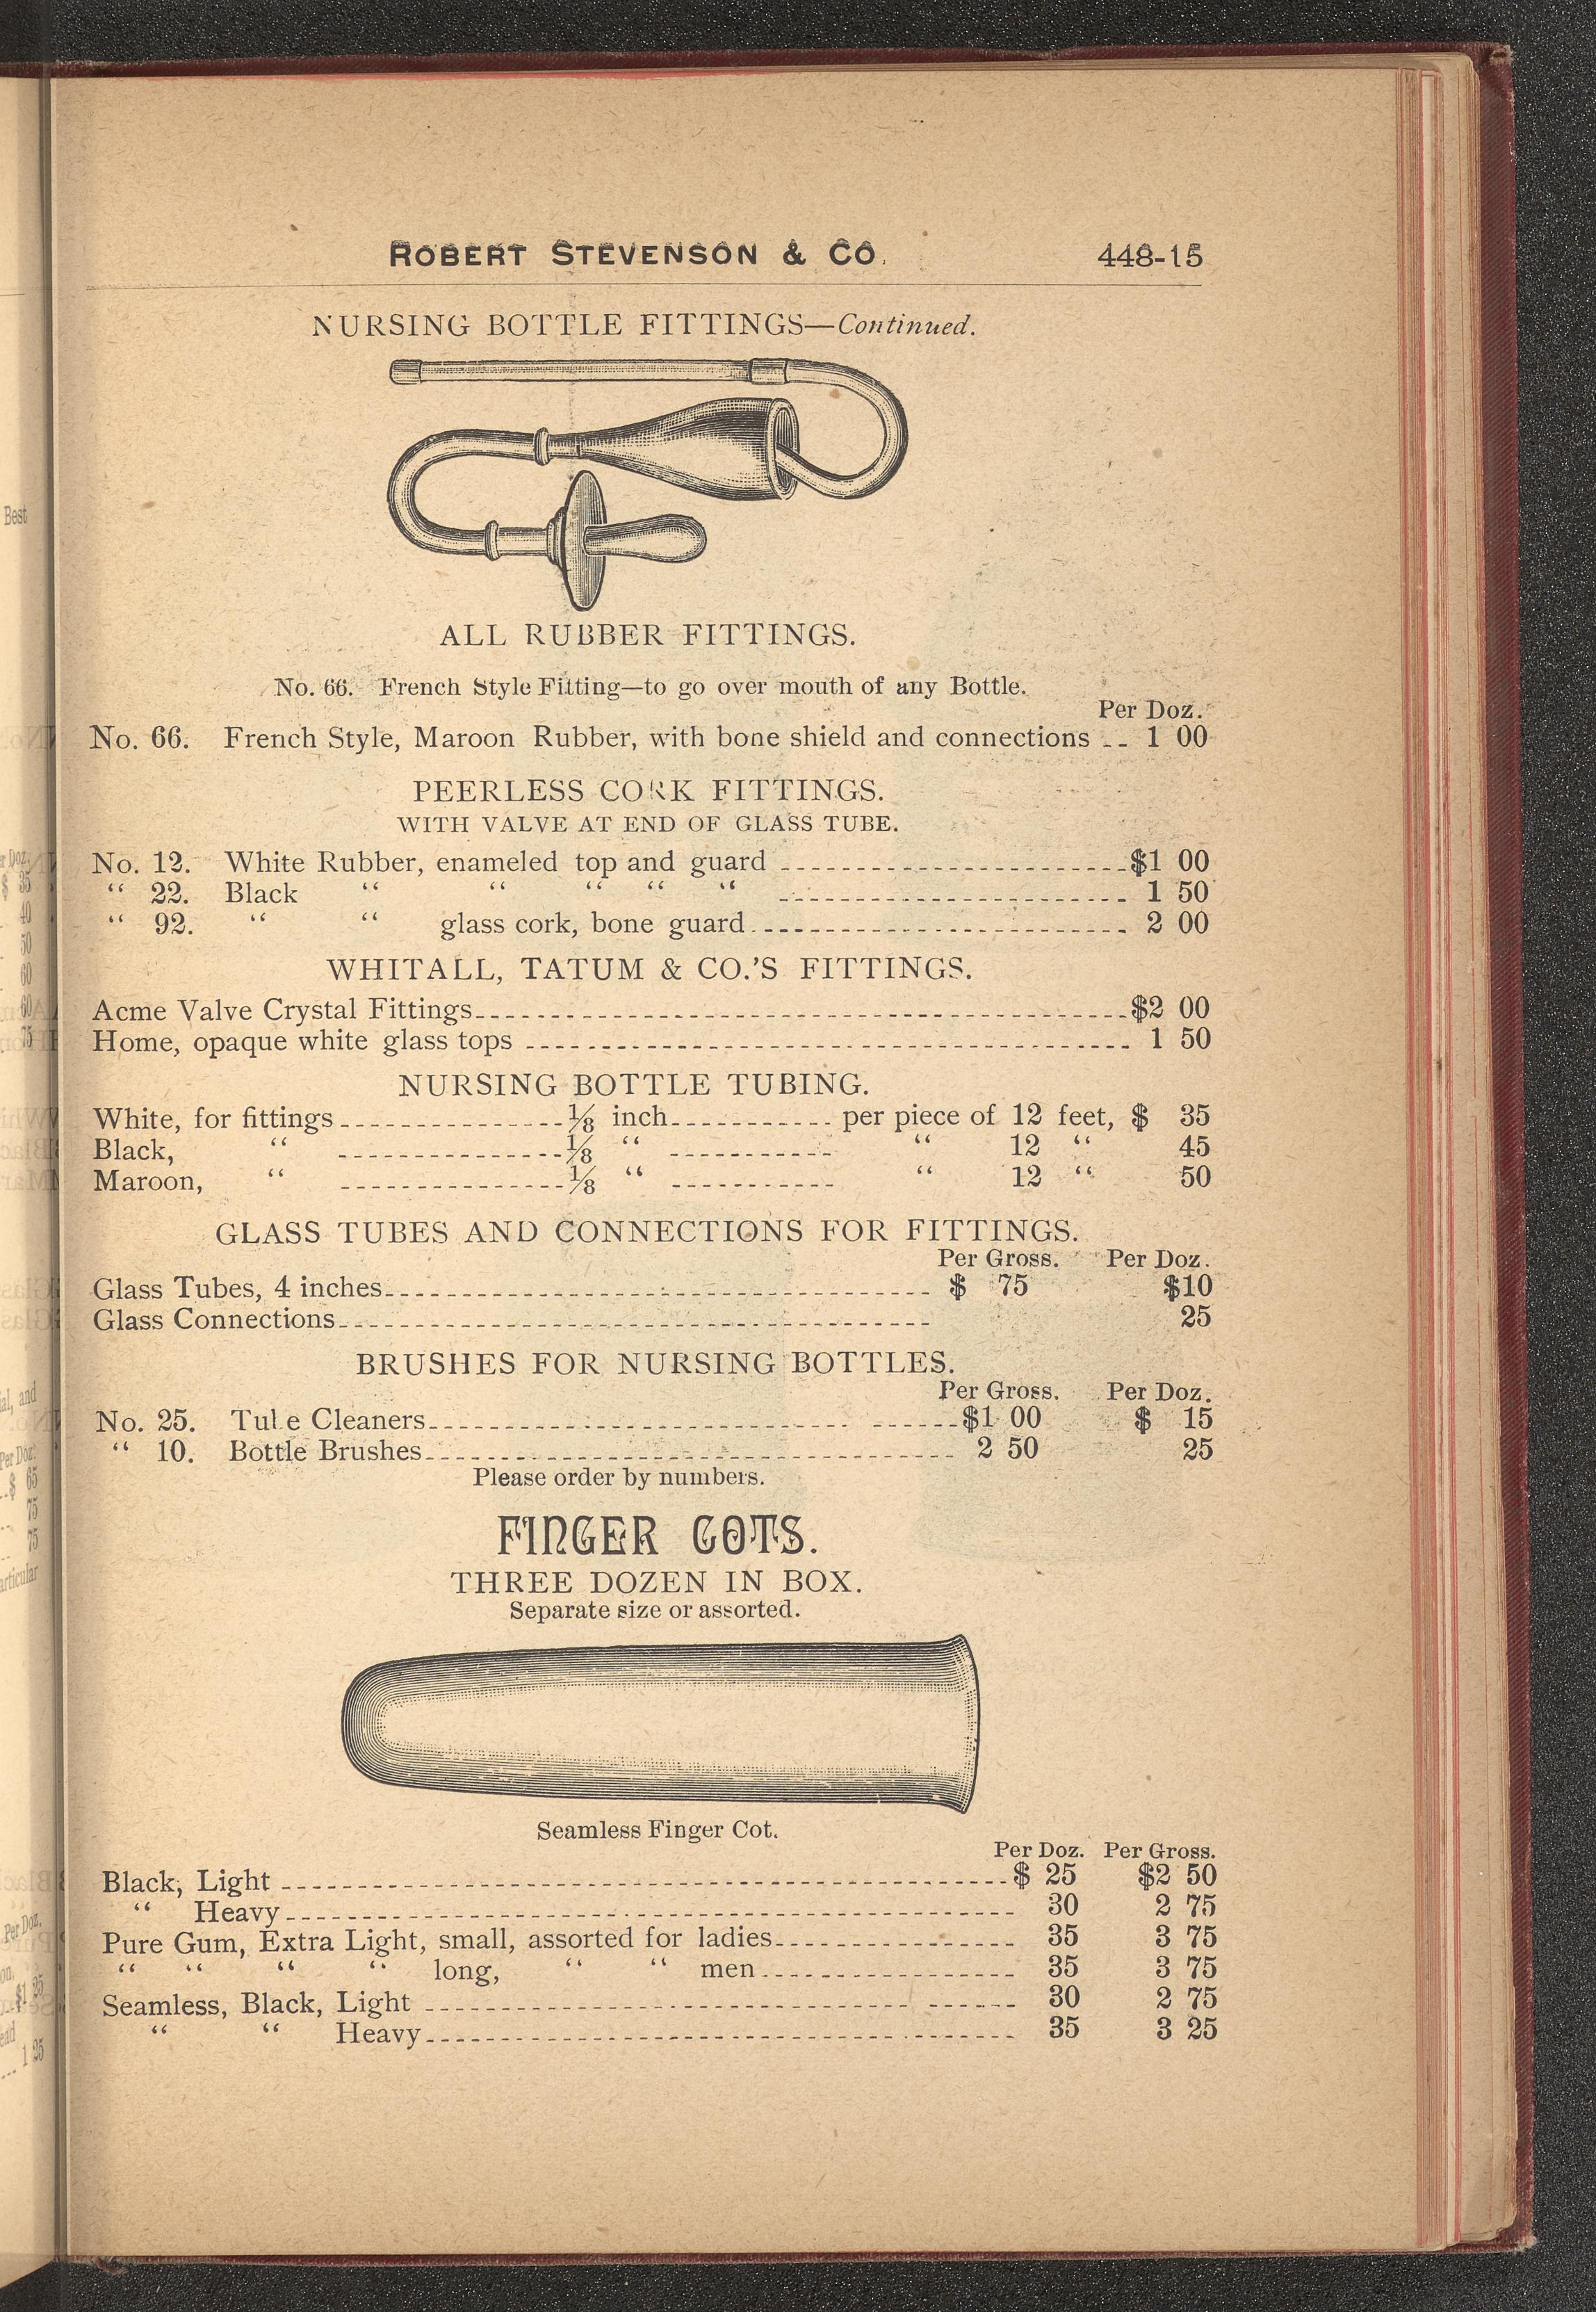 ROBERT STEVENSON & CO. 448-15
NURSING BOTTLE FITTINGS—Continued.
ALL RUBBER FITTINGS.
No. 66. French Style Fitting—to go over mouth of any Bottle.
Per Doz.
No. 66. French Style, Maroon Rubber, with bone shield and connections .. 1 00
PEERLESS CORK FITTINGS.
WITH VALVE AT END OF GLASS TUBE.
No. 12. White Rubber, enameled top and guard $1 00
“ 22. Black “ “ “ “ “ 1 50
“ 92. “ “ glass cork, bone guard 2 00
WHITALL, TATUM & CO.'S FITTINGS.
Acme Valve Crystal Fittings $2 00
Home, opaque white glass tops 1 50
NURSING BOTTLE TUBING.
White, for fittings ⅛ inch per piece of 12 feet, $ 35
Black, “ ⅛ “ “ 12 “ 45
Maroon, “ ⅛ “ “ 12 “ 50
GLASS TUBES AND CONNECTIONS FOR FITTINGS.
Per Gross. Per Doz.
Glass Tubes, 4 inches $ 75 $10
Glass Connections 25
BRUSHES FOR NURSING BOTTLES.
Per Gross. Per Doz.
No. 25. Tube Cleaners $1 00 $ 15
“ 10. Bottle Brushes 2 50 25
Please order by numbers.
FINGER COTS.
THREE DOZEN IN BOX.
Separate size or assorted.
Seamless Finger Cot.
Per Doz. Per Gross.
Black, Light $ 25 $2 50
“ Heavy 30 2 75
Pure Gum, Extra Light, small, assorted for ladies 35 3 75
“ “ “ “ long, “ “ men 35 3 75
Seamless, Black, Light 30 2 75
“ “ Heavy 35 3 25